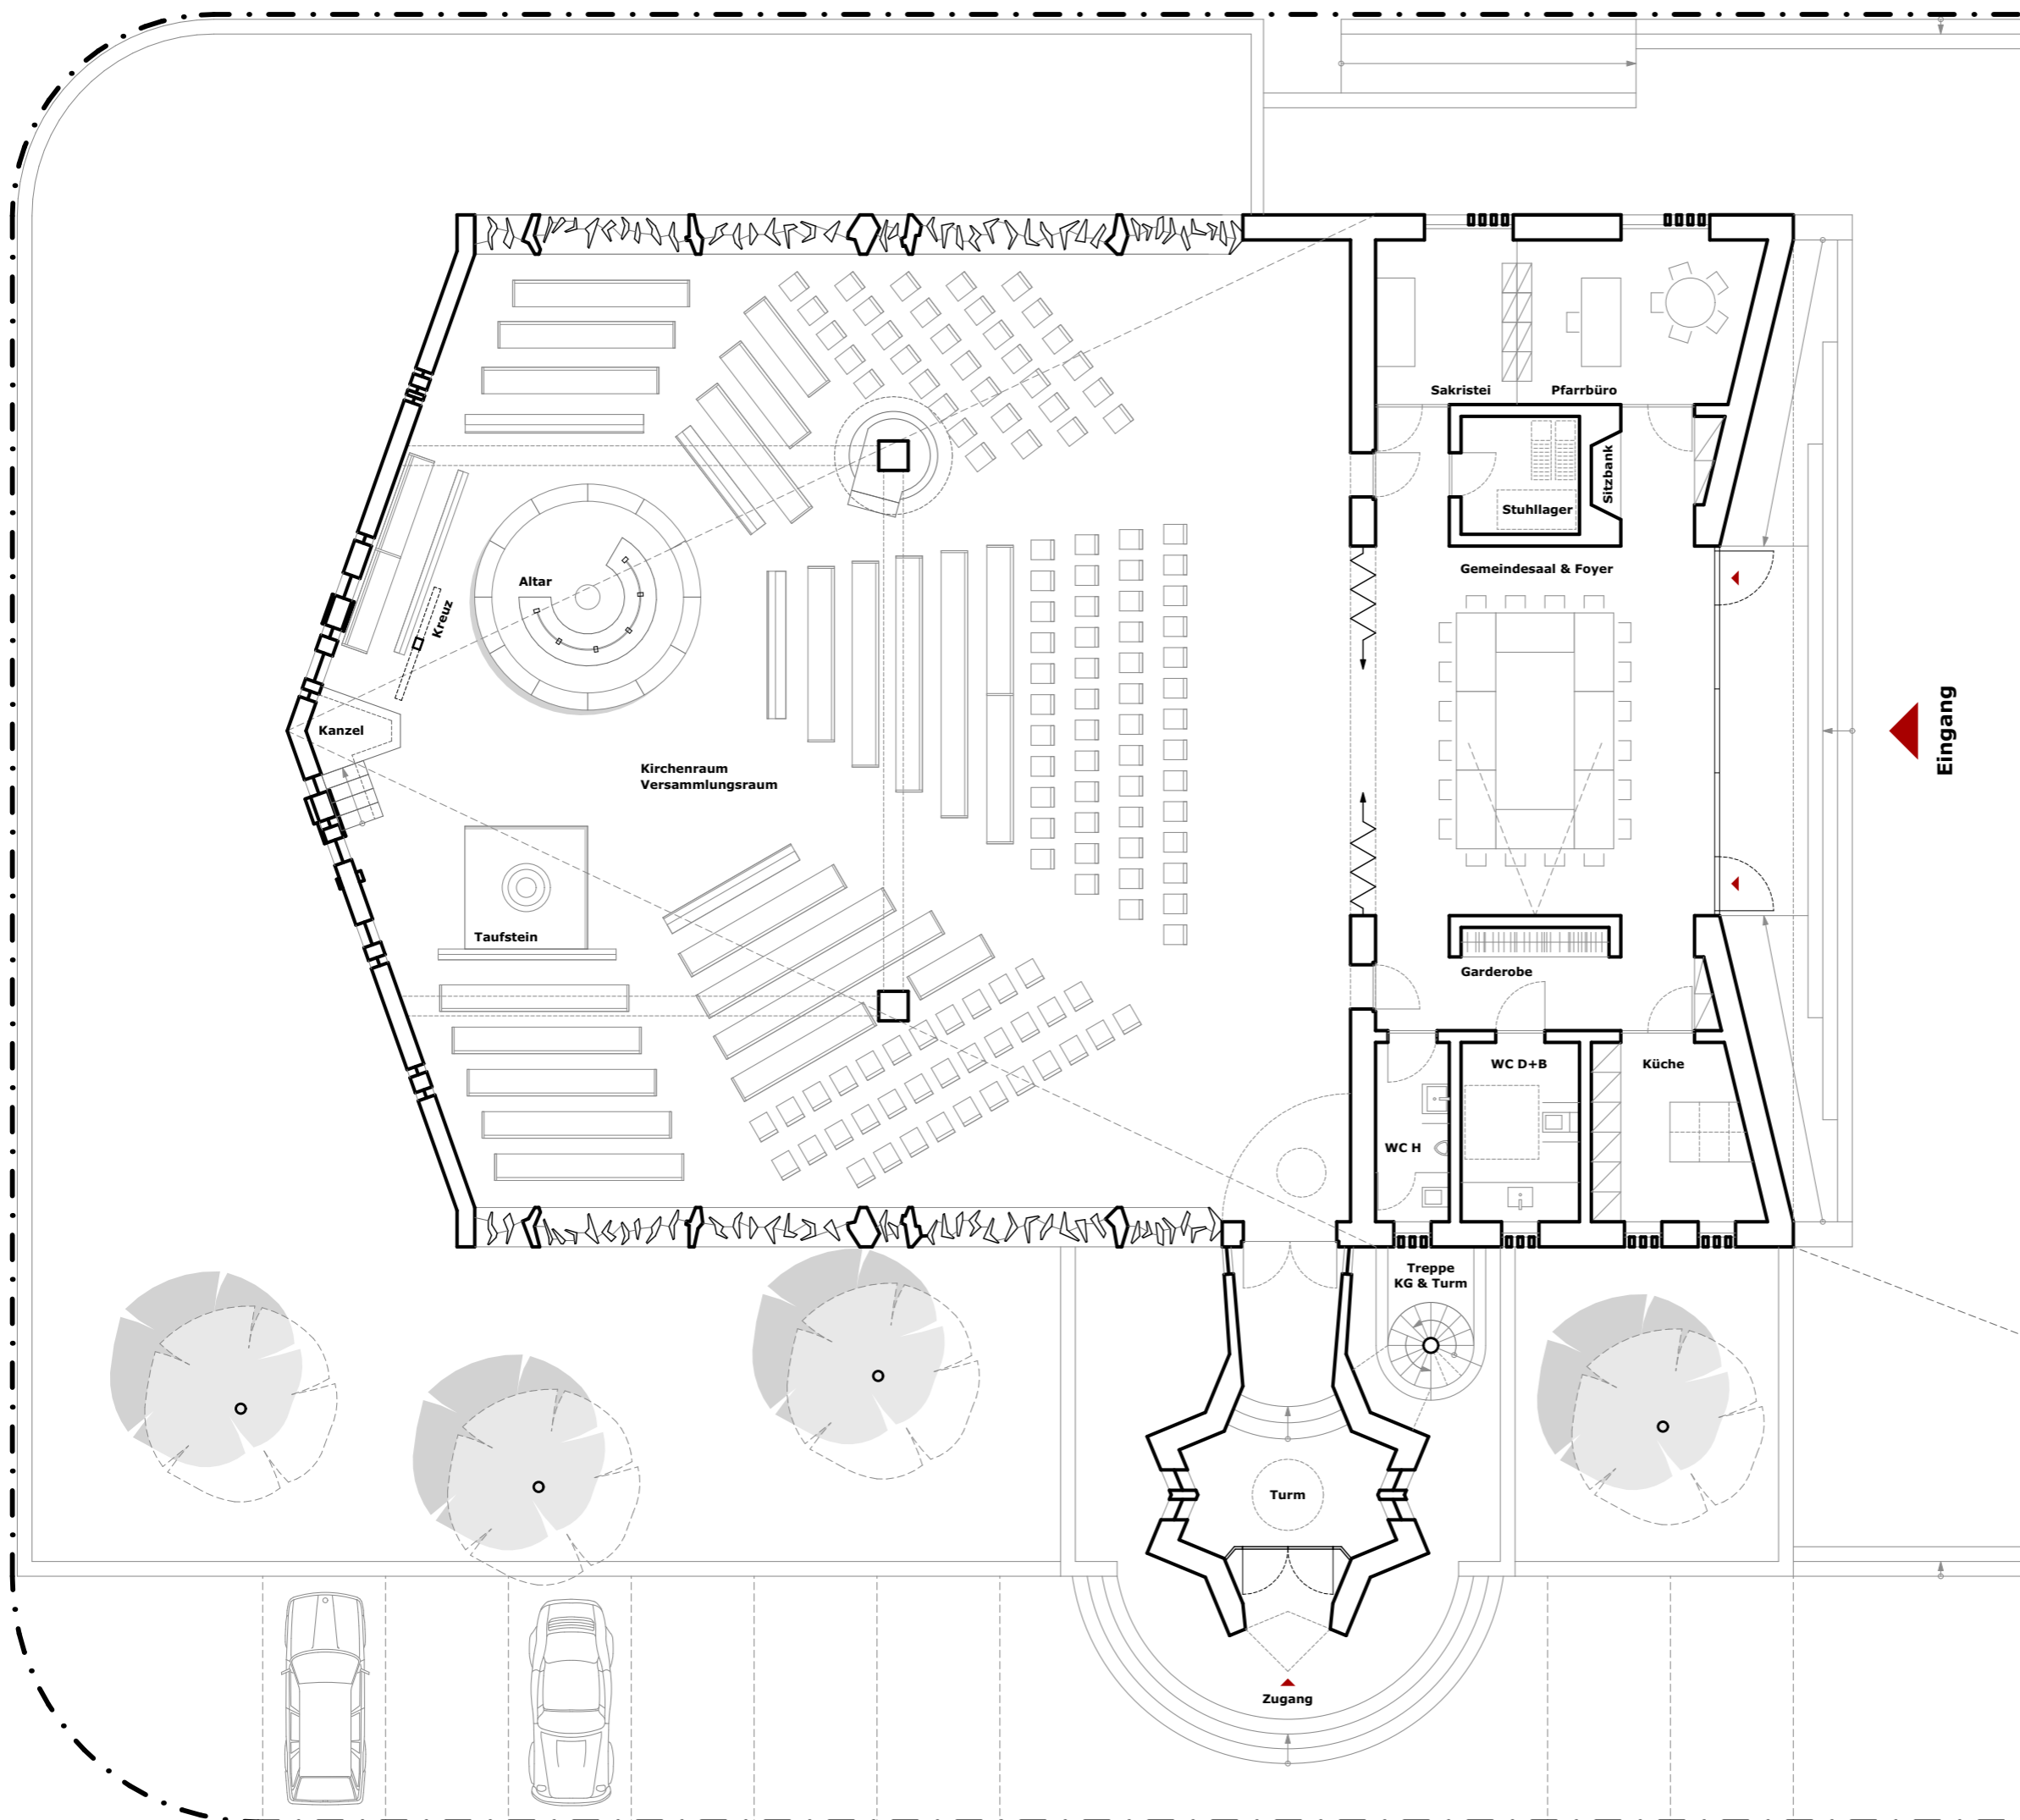 Sakristei
Pfarrbüro
Sitzbank
Stuhllager
Gemeindesaal & Foyer
Altar
Kreuz
Kanzel
Eingang
Kirchenraum
Versammlungsraum
Taufstein
Garderobe
WC D+B
Küche
WC H
Treppe
KG & Turm
Turm
Zugang